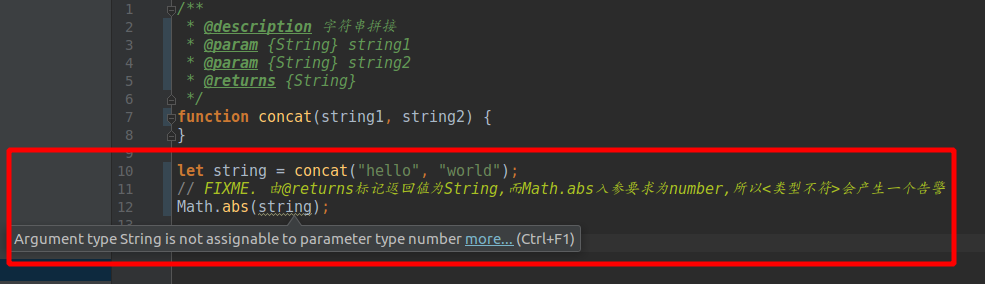 1 /**
2 * @description 字符串拼接
3 * @param {String} string1
4 * @param {String} string2
5 * @returns {String}
6 */
7 function concat(string1, string2) {
8 }
9
10 let string = concat("hello", "world");
11 // FIXME. 由@returns标记返回值为String,而Math.abs入参要求为number,所以<类型不符>会产生一个告警
12 Math.abs(string);
13
Argument type String is not assignable to parameter type number more... (Ctrl+F1)